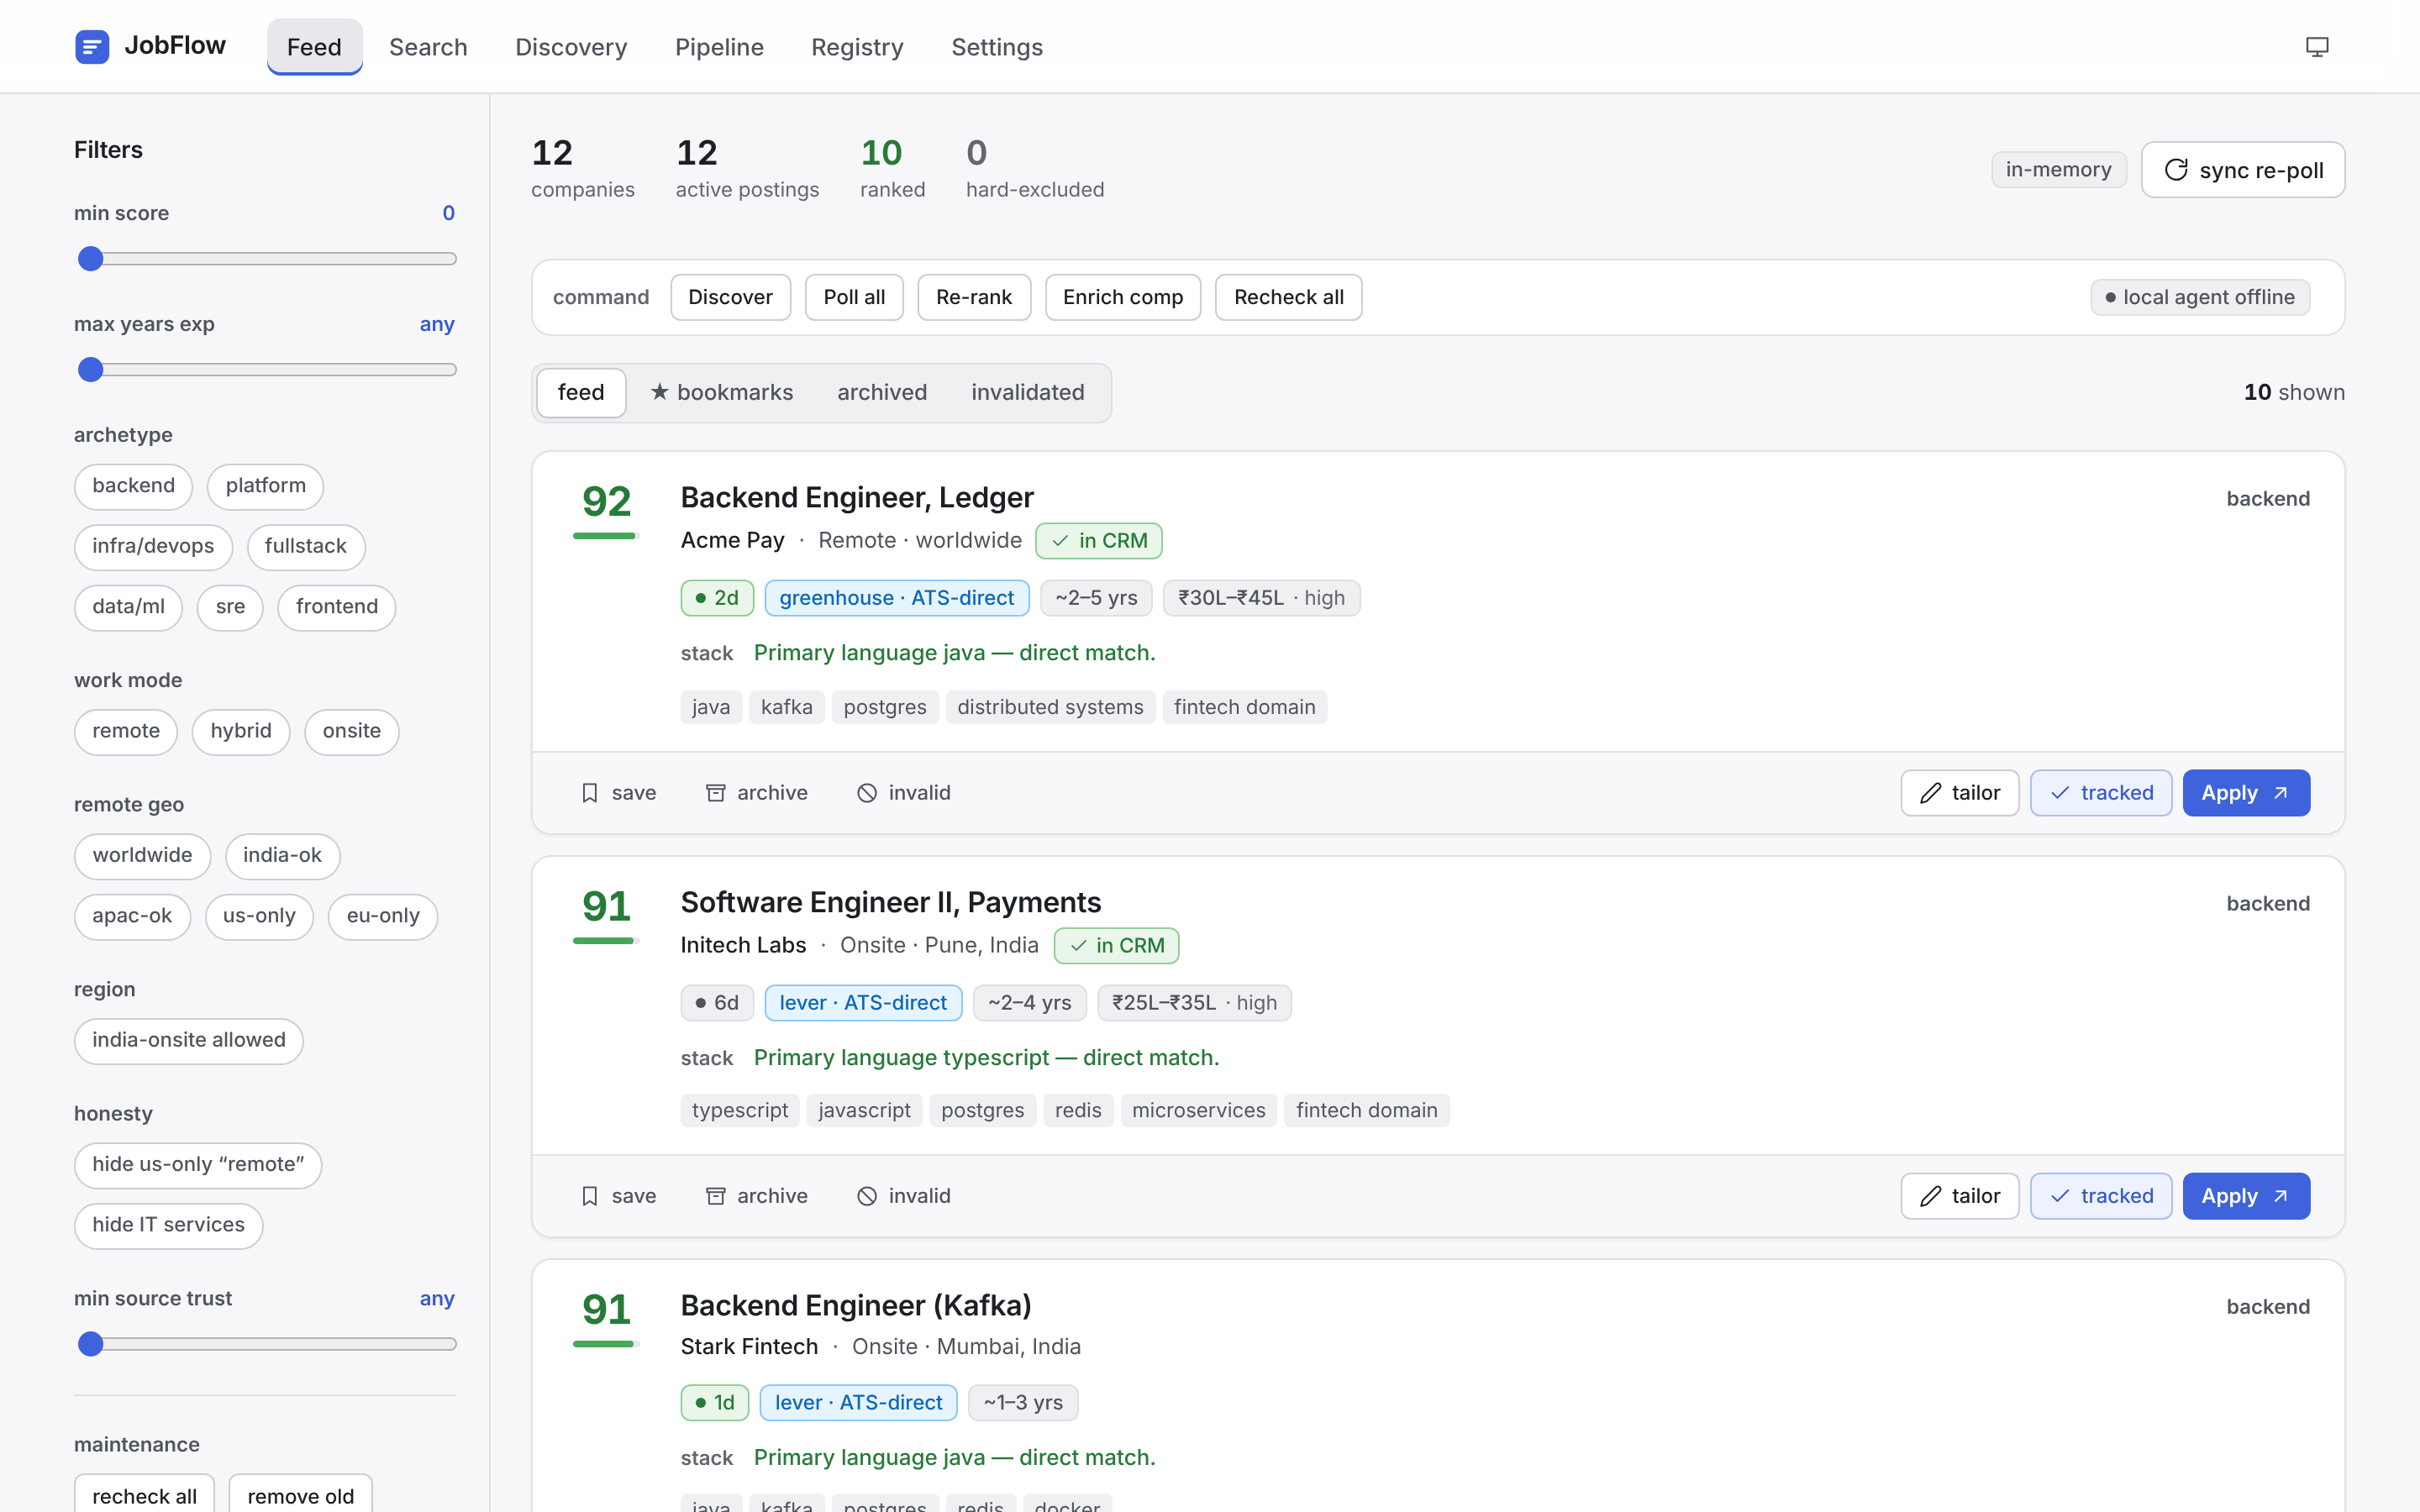 JobFlow
Feed Search Discovery Pipeline Registry Settings
Filters
min score 0
max years exp any
archetype
backend platform
infra/devops fullstack
data/ml sre frontend
work mode
remote hybrid onsite
remote geo
worldwide india-ok
apac-ok us-only eu-only
region
india-onsite allowed
honesty
hide us-only “remote”
hide IT services
min source trust any
maintenance
recheck all remove old
12 12 10 0
companies active postings ranked hard-excluded
in-memory sync re-poll
command Discover Poll all Re-rank Enrich comp Recheck all ● local agent offline
feed ★ bookmarks archived invalidated 10 shown
92 Backend Engineer, Ledger backend
Acme Pay · Remote · worldwide ✓ in CRM
● 2d greenhouse · ATS-direct ~2–5 yrs ₹30L–₹45L · high
stack Primary language java — direct match.
java kafka postgres distributed systems fintech domain
save archive invalid tailor ✓ tracked Apply ↗
91 Software Engineer II, Payments backend
Initech Labs · Onsite · Pune, India ✓ in CRM
● 6d lever · ATS-direct ~2–4 yrs ₹25L–₹35L · high
stack Primary language typescript — direct match.
typescript javascript postgres redis microservices fintech domain
save archive invalid tailor ✓ tracked Apply ↗
91 Backend Engineer (Kafka) backend
Stark Fintech · Onsite · Mumbai, India
● 1d lever · ATS-direct ~1–3 yrs
stack Primary language java — direct match.
java kafka postgres redis docker